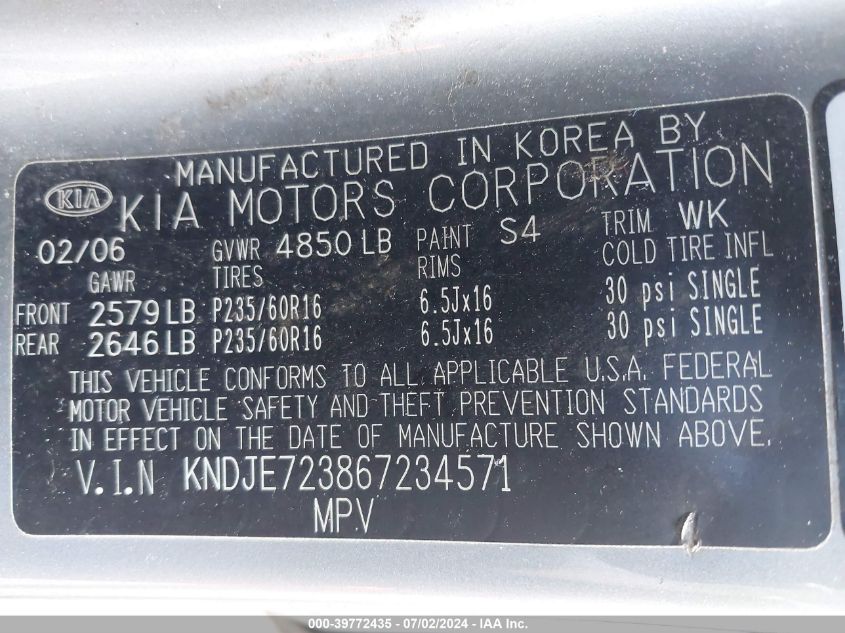 MANUFACTURED IN KOREA BY
KIA KIA MOTORS CORPORATION
02/06 GVWR 4850 LB PAINT S4 TRIM WK
GAWR TIRES RIMS COLD TIRE INFL
FRONT 2579 LB P235/60R16 6.5Jx16 30 psi SINGLE
REAR 2646 LB P235/60R16 6.5Jx16 30 psi SINGLE
THIS VEHICLE CONFORMS TO ALL APPLICABLE U.S.A. FEDERAL
MOTOR VEHICLE SAFETY AND THEFT PREVENTION STANDARDS
IN EFFECT ON THE DATE OF MANUFACTURE SHOWN ABOVE.
V.I.N KNDJE723867234571
MPV
000-39772435 - 07/02/2024 - IAA Inc.